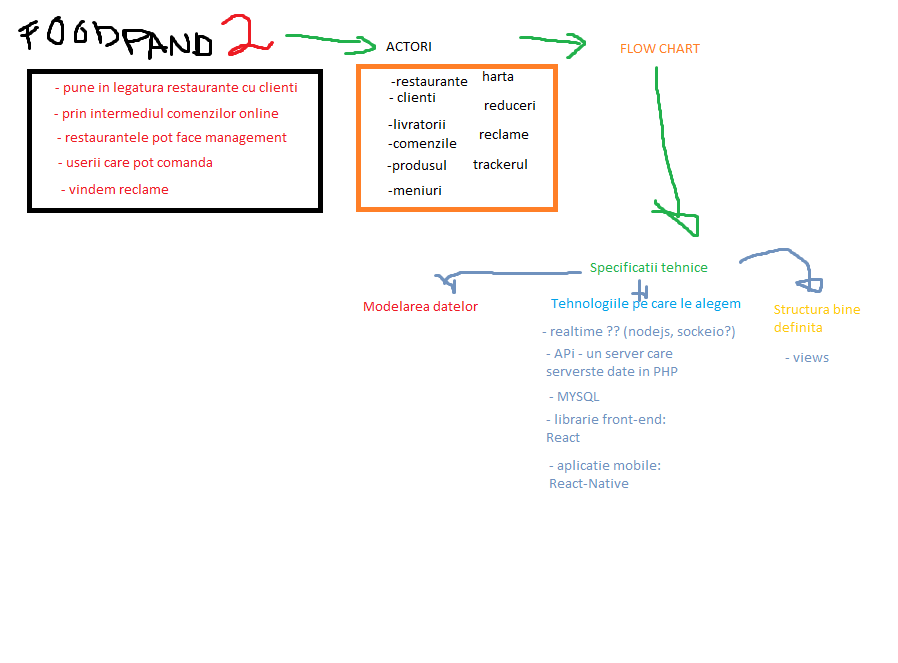 FOODPAND 2
- pune in legatura restaurante cu clienti
- prin intermediul comenzilor online
- restaurantele pot face management
- userii care pot comanda
- vindem reclame
ACTORI
-restaurante
- clienti
-livratorii
-comenzile
-produsul
-meniuri
harta
reduceri
reclame
trackerul
FLOW CHART
Specificatii tehnice
Modelarea datelor
Tehnologiile pe care le alegem
- realtime ?? (nodejs, sockeio?)
- APi - un server care
serverste date in PHP
- MYSQL
- librarie front-end:
React
- aplicatie mobile:
React-Native
Structura bine
definita
- views